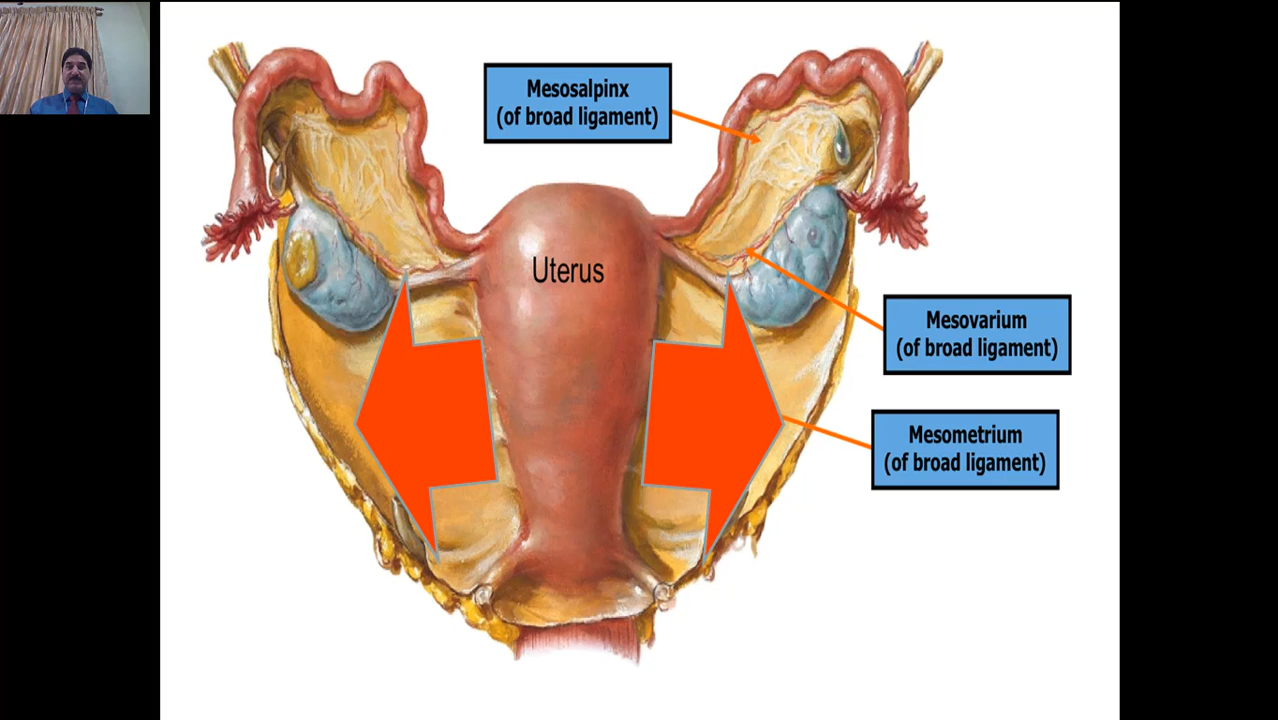 Mesosalpinx
(of broad ligament)
Uterus
Mesovarium
(of broad ligament)
Mesometrium
(of broad ligament)